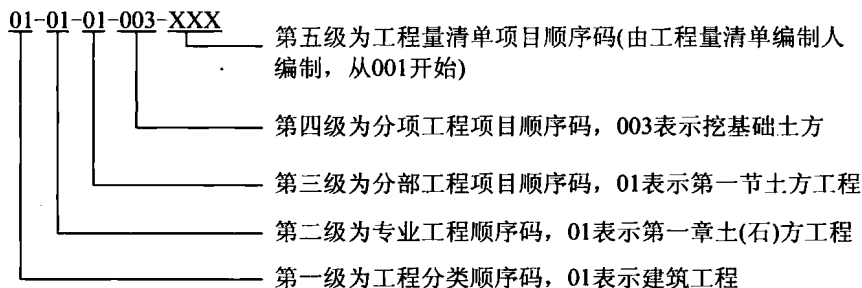 01-01-01-003-XXX
第五级为工程量清单项目顺序码(由工程量清单编制人
编制，从001开始)
第四级为分项工程项目顺序码，003表示挖基础土方
第三级为分部工程项目顺序码，01表示第一节土方工程
第二级为专业工程顺序码，01表示第一章土(石)方工程
第一级为工程分类顺序码，01表示建筑工程